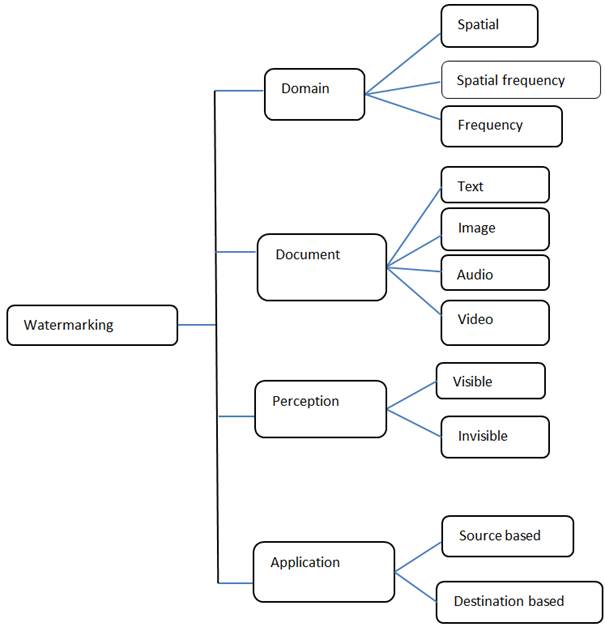 Watermarking
Domain
Spatial
Spatial frequency
Frequency
Document
Text
Image
Audio
Video
Perception
Visible
Invisible
Application
Source based
Destination based